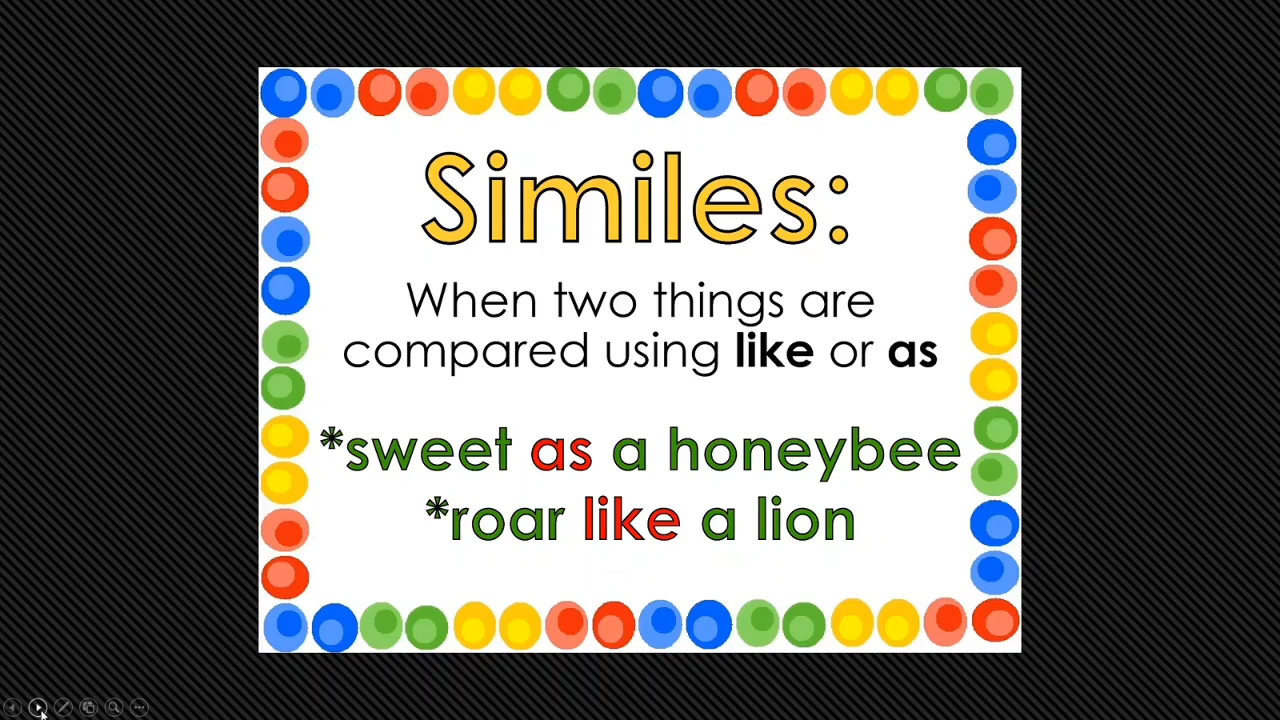 Similes:
When two things are
compared using like or as
*sweet as a honeybee
*roar like a lion